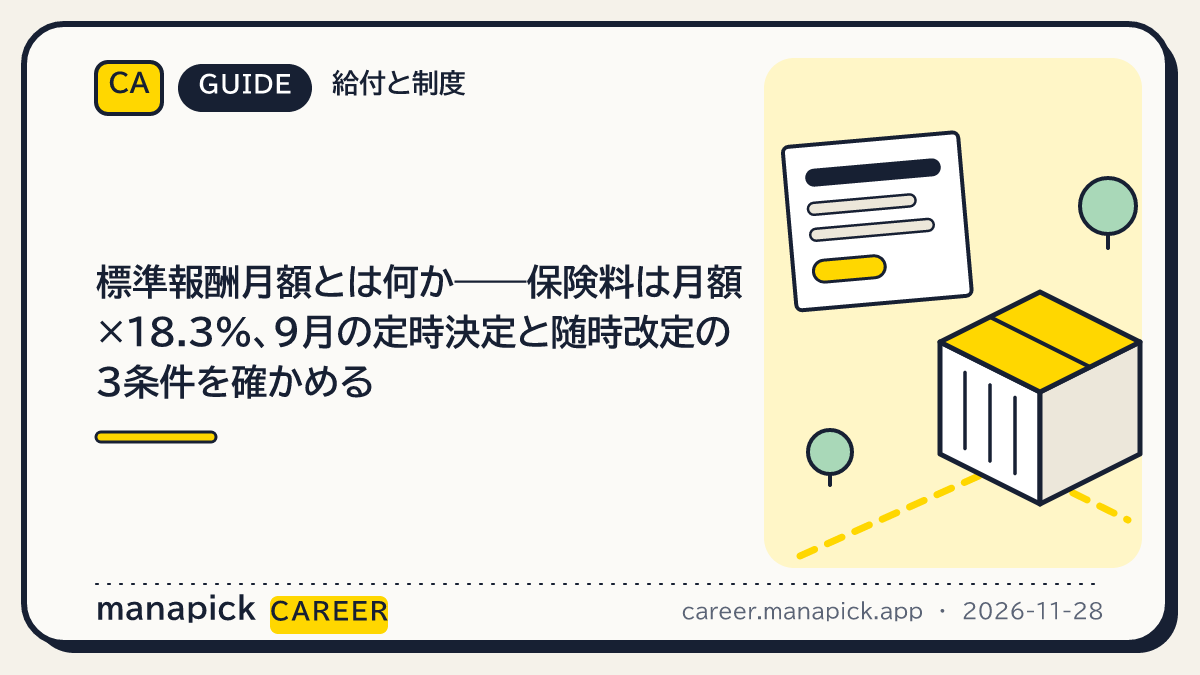 CA GUIDE 給付と制度
標準報酬月額とは何か──保険料は月額
×18.3%、9月の定時決定と随時改定の
3条件を確かめる
manapick CAREER
career.manapick.app ・ 2026-11-28